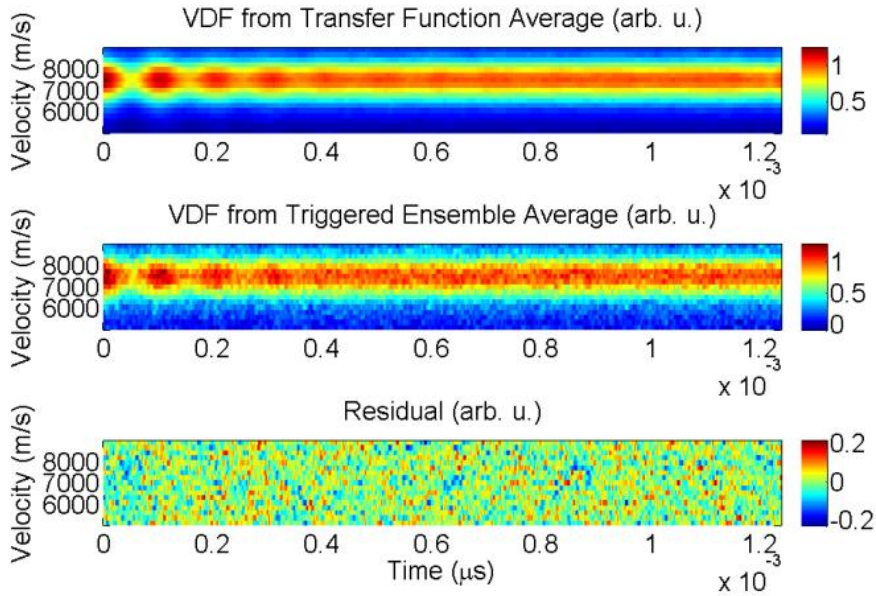 VDF from Transfer Function Average (arb. u.)
Velocity (m/s)
8000
7000
6000
0 0.2 0.4 0.6 0.8 1 1.2
x 10-3
1
0.5
VDF from Triggered Ensemble Average (arb. u.)
Velocity (m/s)
8000
7000
6000
0 0.2 0.4 0.6 0.8 1 1.2
x 10-3
1
0.5
0
Residual (arb. u.)
Velocity (m/s)
8000
7000
6000
0 0.2 0.4 0.6 0.8 1 1.2
Time (μs)
x 10-3
0.2
0
-0.2